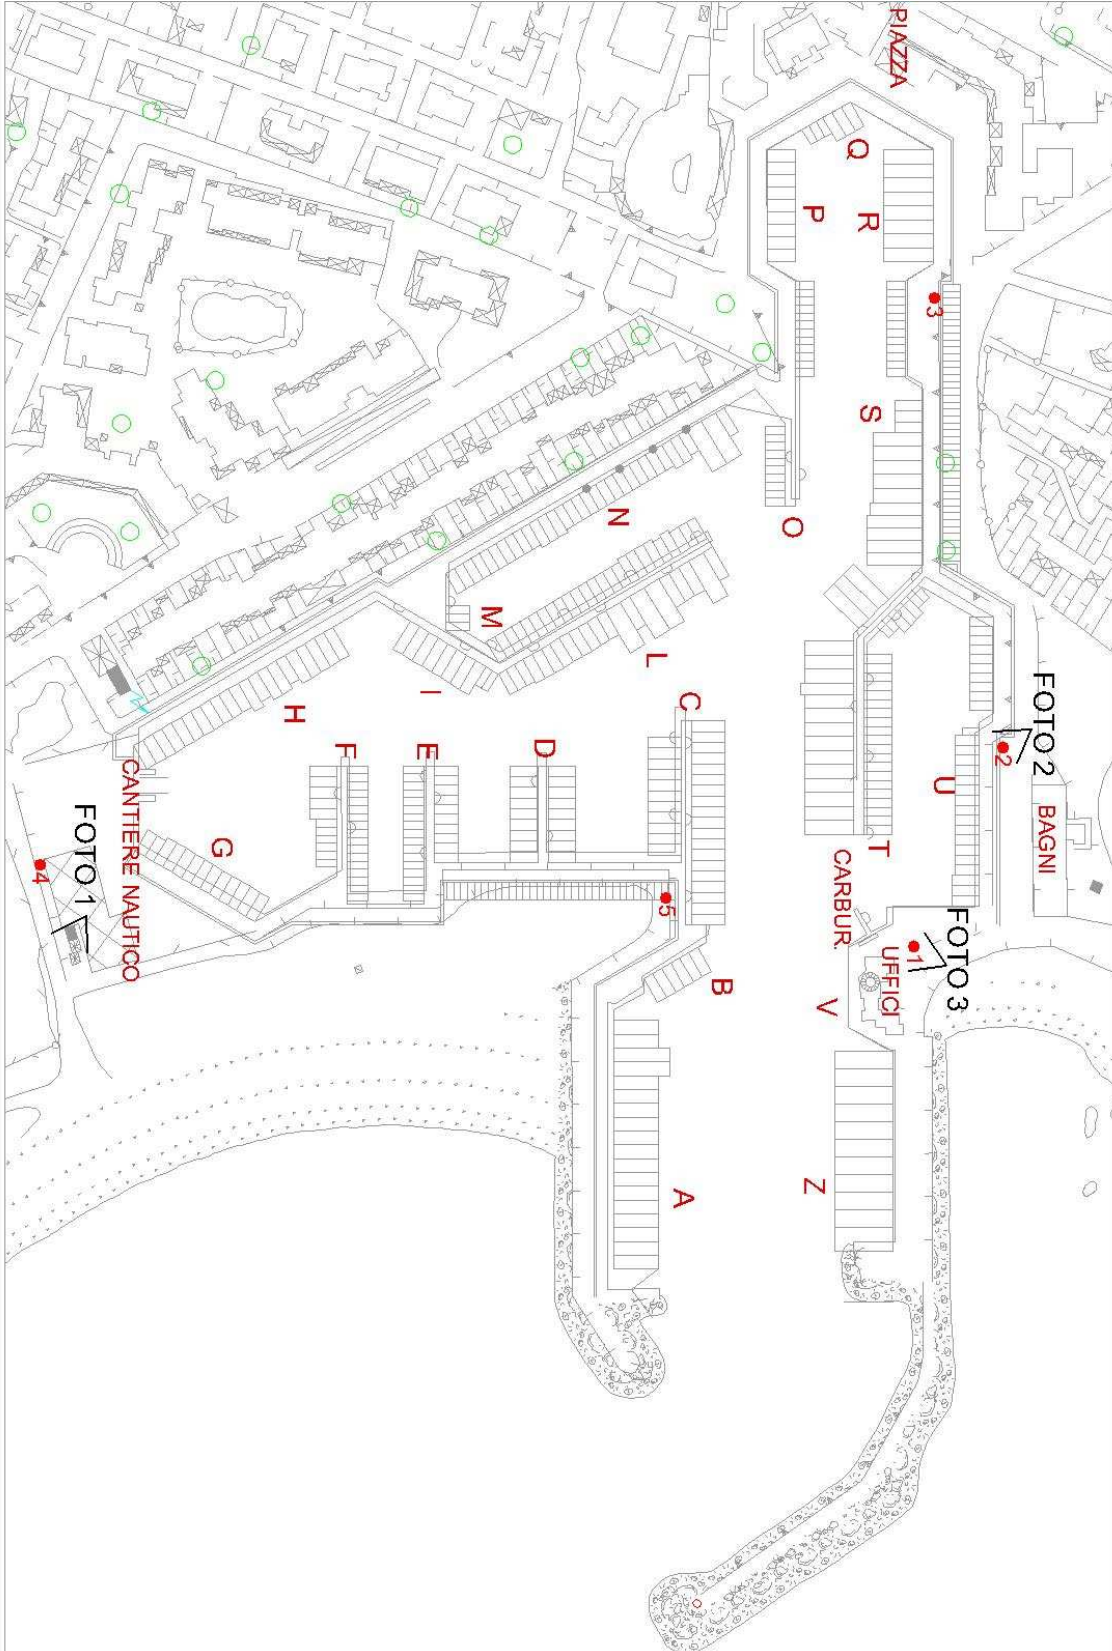 PIAZZA
Q
P
R
3
S
O
N
M
L
I
H
C
D
E
F
G
T
U
2
FOTO 2
BAGNI
CARBUR.
1
FOTO 3
UFFICI
V
5
B
4
FOTO 1
CANTIERE NAUTICO
A
Z